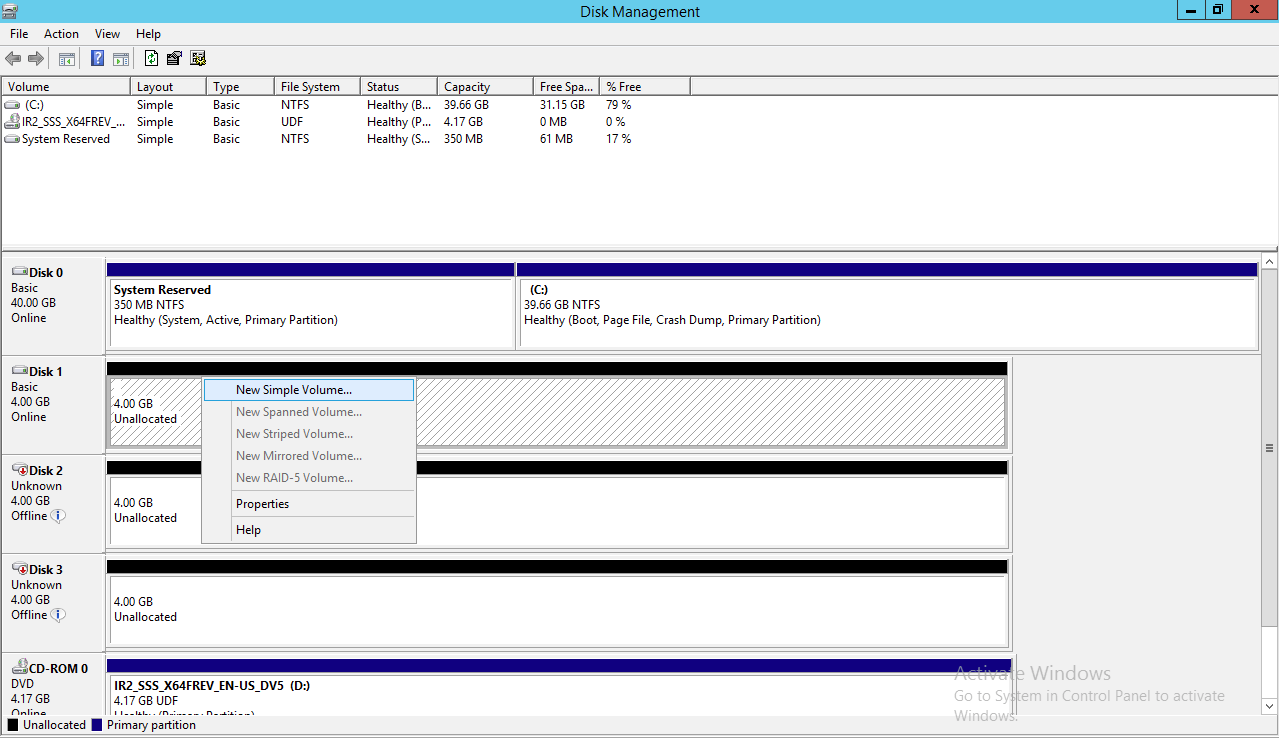 Disk Management
File Action View Help
Volume Layout Type File System Status Capacity Free Spa... % Free
(C:) Simple Basic NTFS Healthy (B... 39.66 GB 31.15 GB 79 %
IR2_SSS_X64FREV_... Simple Basic UDF Healthy (P... 4.17 GB 0 MB 0 %
System Reserved Simple Basic NTFS Healthy (S... 350 MB 61 MB 17 %
Disk 0
Basic
40.00 GB
Online
System Reserved
350 MB NTFS
Healthy (System, Active, Primary Partition)
(C:)
39.66 GB NTFS
Healthy (Boot, Page File, Crash Dump, Primary Partition)
Disk 1
Basic
4.00 GB
Online
4.00 GB
Unallocated
New Simple Volume...
New Spanned Volume...
New Striped Volume...
New Mirrored Volume...
New RAID-5 Volume...
Properties
Help
Disk 2
Unknown
4.00 GB
Offline
4.00 GB
Unallocated
Disk 3
Unknown
4.00 GB
Offline
4.00 GB
Unallocated
CD-ROM 0
DVD
4.17 GB
Online
IR2_SSS_X64FREV_EN-US_DV5 (D:)
4.17 GB UDF
Healthy (Primary Partition)
Activate Windows
Go to System in Control Panel to activate
Windows.
Unallocated Primary partition